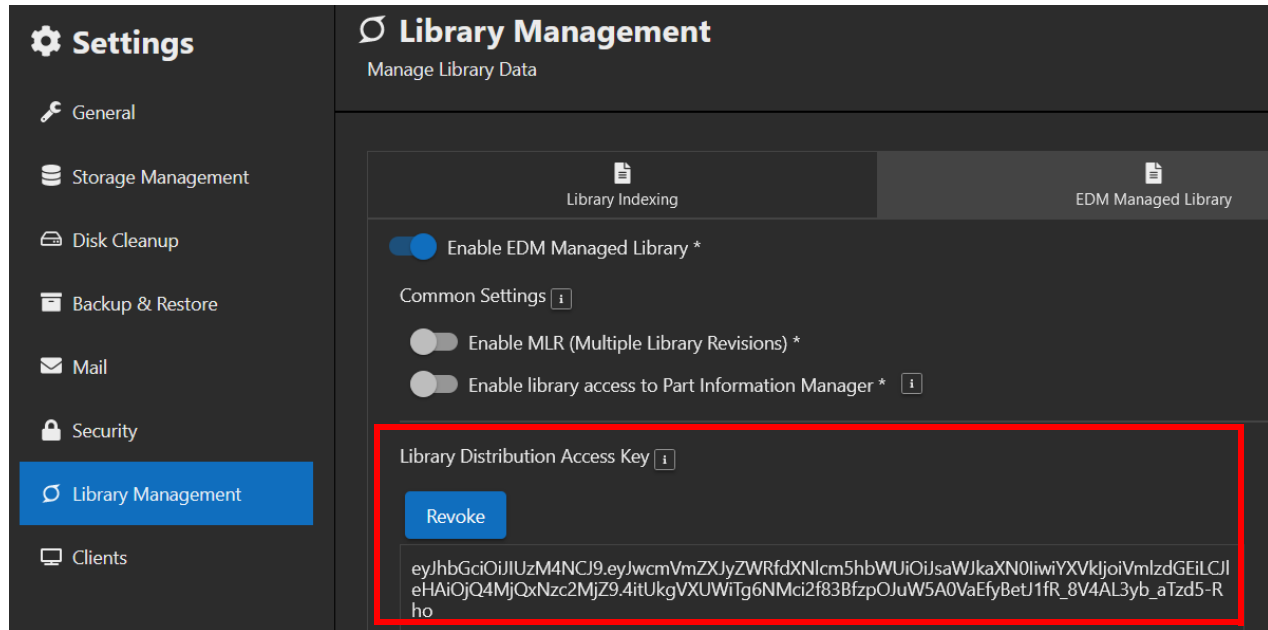 Settings
General
Storage Management
Disk Cleanup
Backup & Restore
Mail
Security
Library Management
Clients
Library Management
Manage Library Data
Library Indexing
EDM Managed Library
Enable EDM Managed Library *
Common Settings i
Enable MLR (Multiple Library Revisions) *
Enable library access to Part Information Manager * i
Library Distribution Access Key i
Revoke
eyJhbGciOiJIUzM4NCJ9.eyJwcmVmZXJyZWRfdXNlcm5hbWUiOiJsaWJkaXN0IiwiYXVkIjoiVmlzdGEiLCJl
eHAiOjQ4MjQxNzc2MjZ9.4itUkgVXUWiTg6NMci2f83BfzpOJuW5A0VaEfyBetJ1fR_8V4AL3yb_aTzd5-R
ho